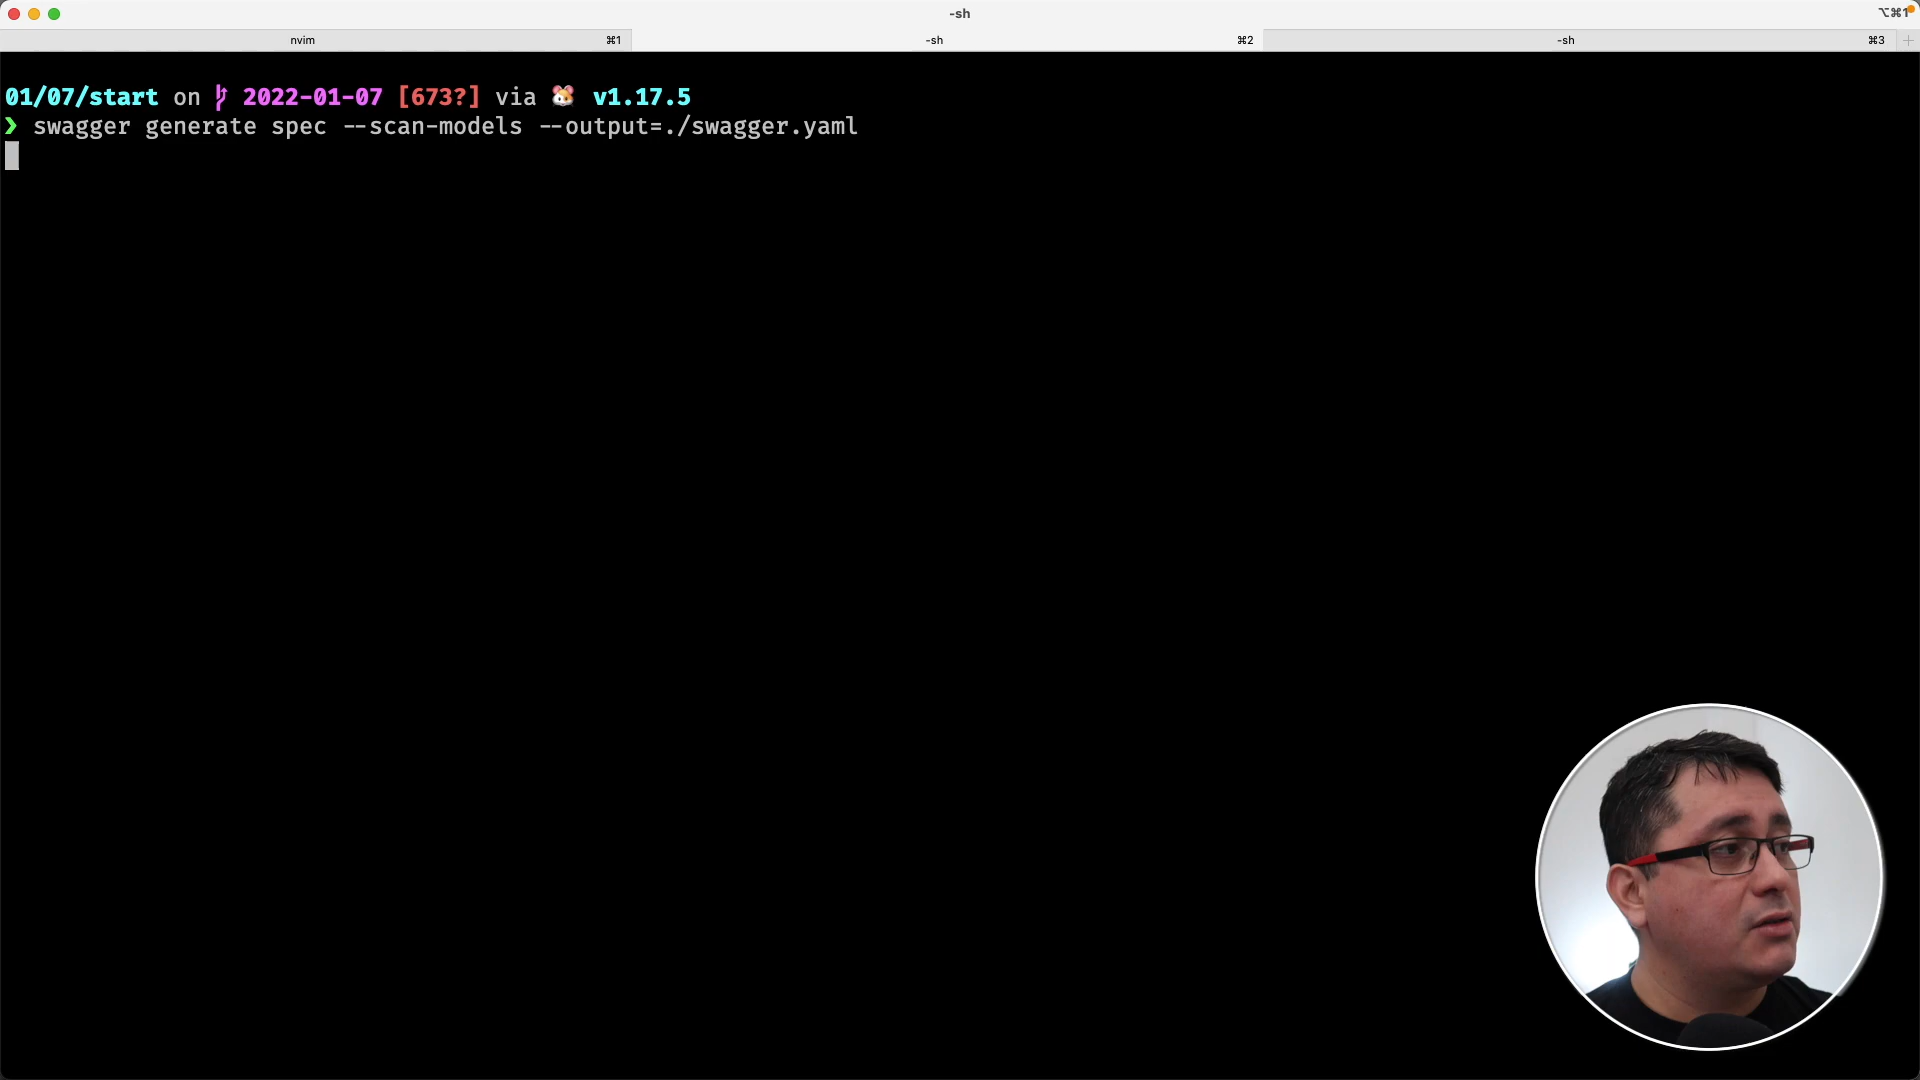 -sh
⌥⌘1
nvim ⌘1
-sh ⌘2
-sh ⌘3
01/07/start on 2022-01-07 [673?] via 🐹 v1.17.5
❯ swagger generate spec --scan-models --output=./swagger.yaml